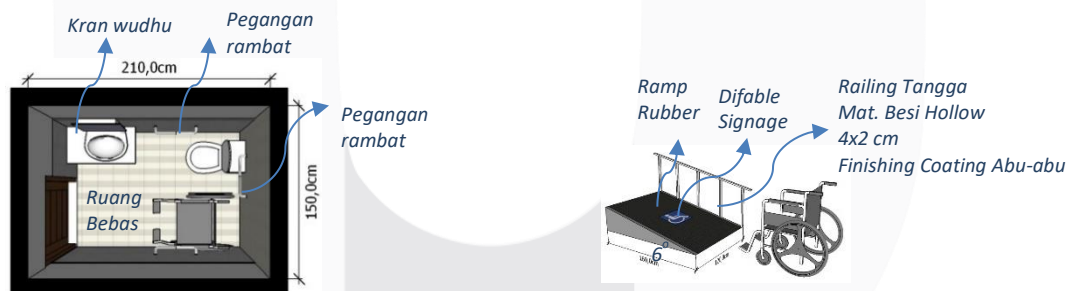 Kran wudhu
Pegangan
rambat
210,0cm
Pegangan
rambat
150,0cm
Ruang
Bebas
Ramp
Rubber
Difable
Signage
Railing Tangga
Mat. Besi Hollow
4x2 cm
Finishing Coating Abu-abu
6°